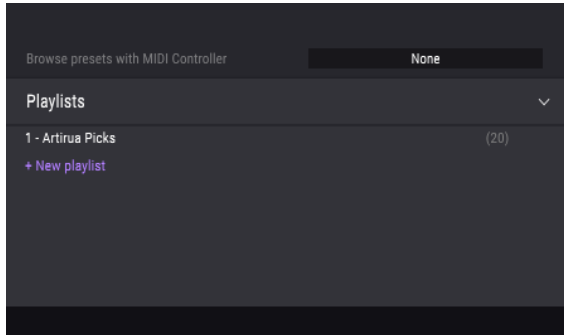 Browse presets with MIDI Controller None
Playlists
1 - Artirua Picks (20)
+ New playlist